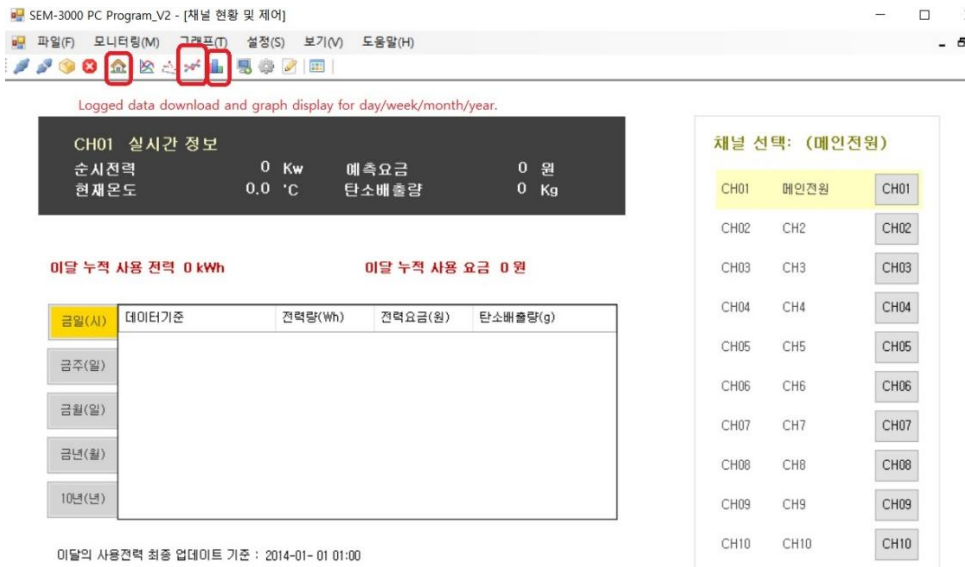 SEM-3000 PC Program_V2 - [채널 현황 및 제어]
파일(F) 모니터링(M) 그래프(T) 설정(S) 보기(V) 도움말(H)
Logged data download and graph display for day/week/month/year.
CH01 실시간 정보
순시전력 0 Kw 예측요금 0 원
현재온도 0.0 °C 탄소배출량 0 Kg
이달 누적 사용 전력 0 kWh 이달 누적 사용 요금 0 원
데이터기준 전력량(Wh) 전력요금(원) 탄소배출량(g)
금일(시)
금주(일)
금월(일)
금년(월)
10년(년)
이달의 사용전력 최종 업데이트 기준 : 2014-01- 01 01:00
채널 선택: (메인전원)
CH01 메인전원 CH01
CH02 CH2 CH02
CH03 CH3 CH03
CH04 CH4 CH04
CH05 CH5 CH05
CH06 CH6 CH06
CH07 CH7 CH07
CH08 CH8 CH08
CH09 CH9 CH09
CH10 CH10 CH10